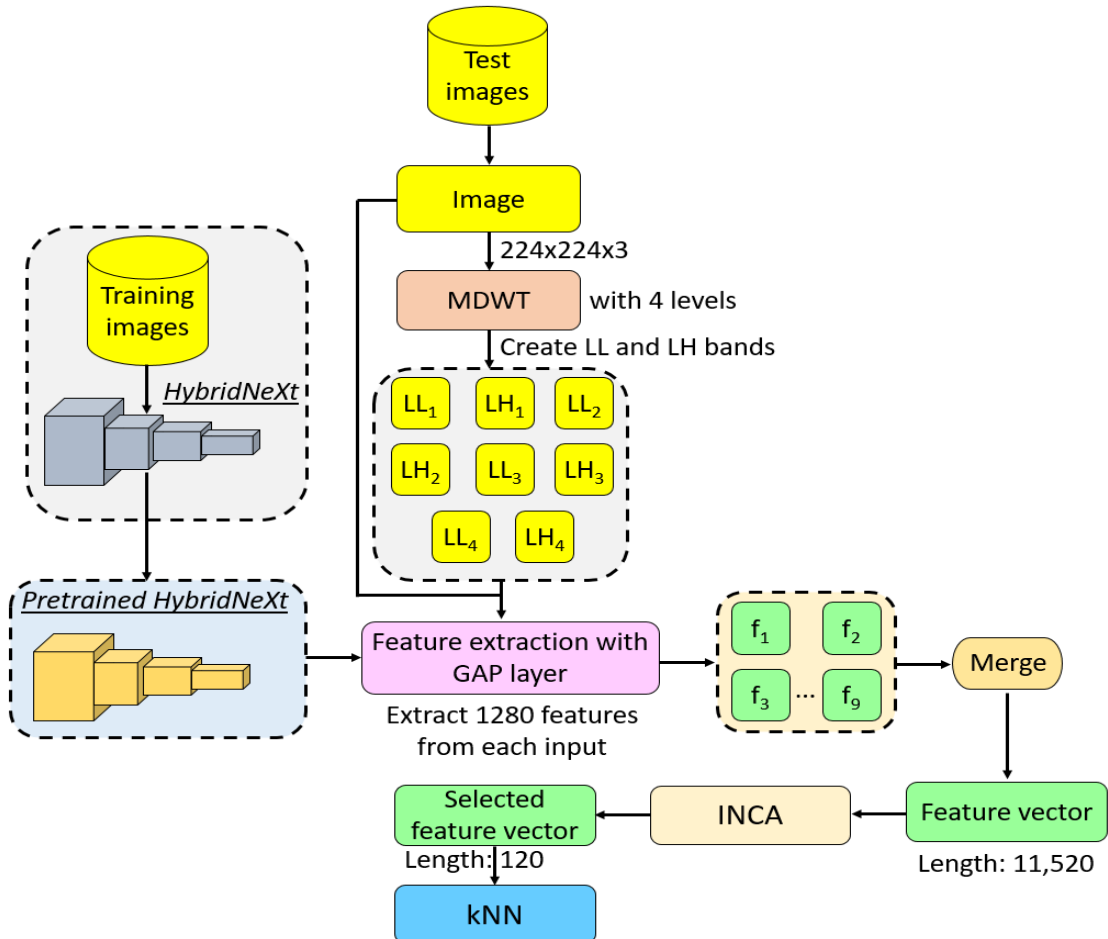 Test
images
Image
224x224x3
MDWT
with 4 levels
Create LL and LH bands
LL₁ LH₁ LL₂
LH₂ LL₃ LH₃
LL₄ LH₄
Training
images
HybridNeXt
Pretrained HybridNeXt
Feature extraction with
GAP layer
Extract 1280 features
from each input
f₁ f₂
f₃ ... f₉
Merge
Feature vector
Length: 11,520
INCA
Selected
feature vector
Length: 120
kNN